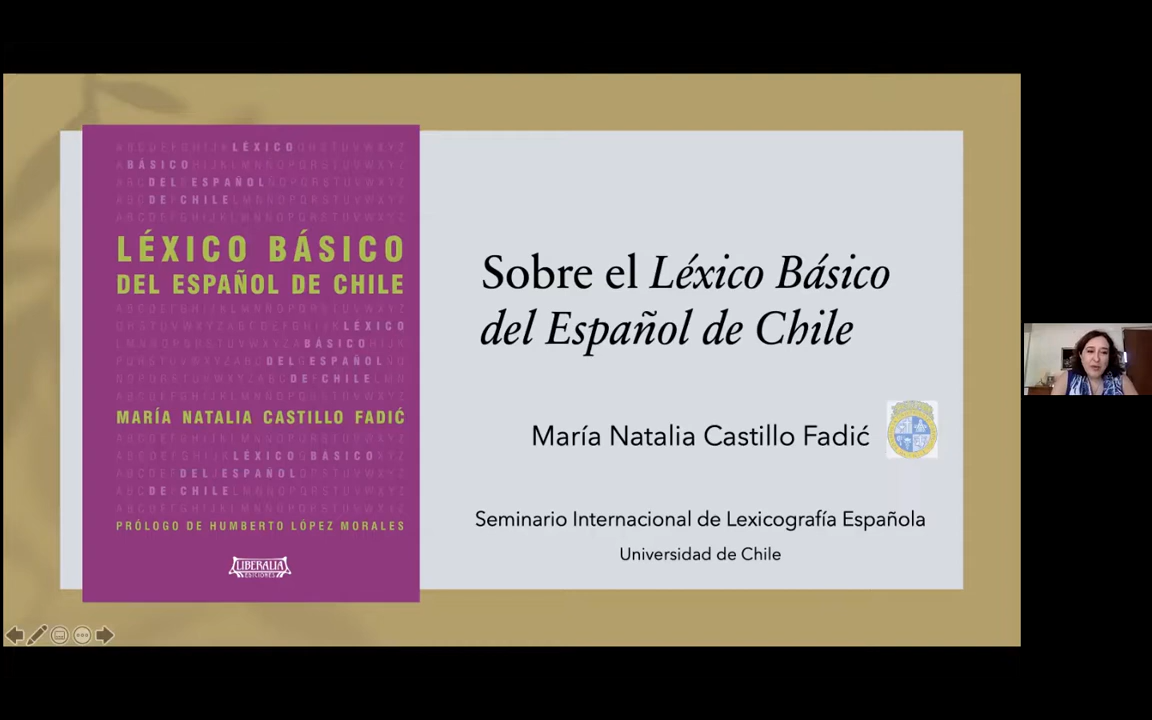 LÉXICO
BÁSICO
DEL ESPAÑOL
DE CHILE
LÉXICO BÁSICO
DEL ESPAÑOL DE CHILE
LÉXICO
BÁSICO
DEL ESPAÑOL
DE CHILE
MARÍA NATALIA CASTILLO FADIĆ
LÉXICO BÁSICO
DEL ESPAÑOL
DE CHILE
PRÓLOGO DE HUMBERTO LÓPEZ MORALES
LIBERALIA
EDICIONES
Sobre el Léxico Básico
del Español de Chile
María Natalia Castillo Fadić
Seminario Internacional de Lexicografía Española
Universidad de Chile